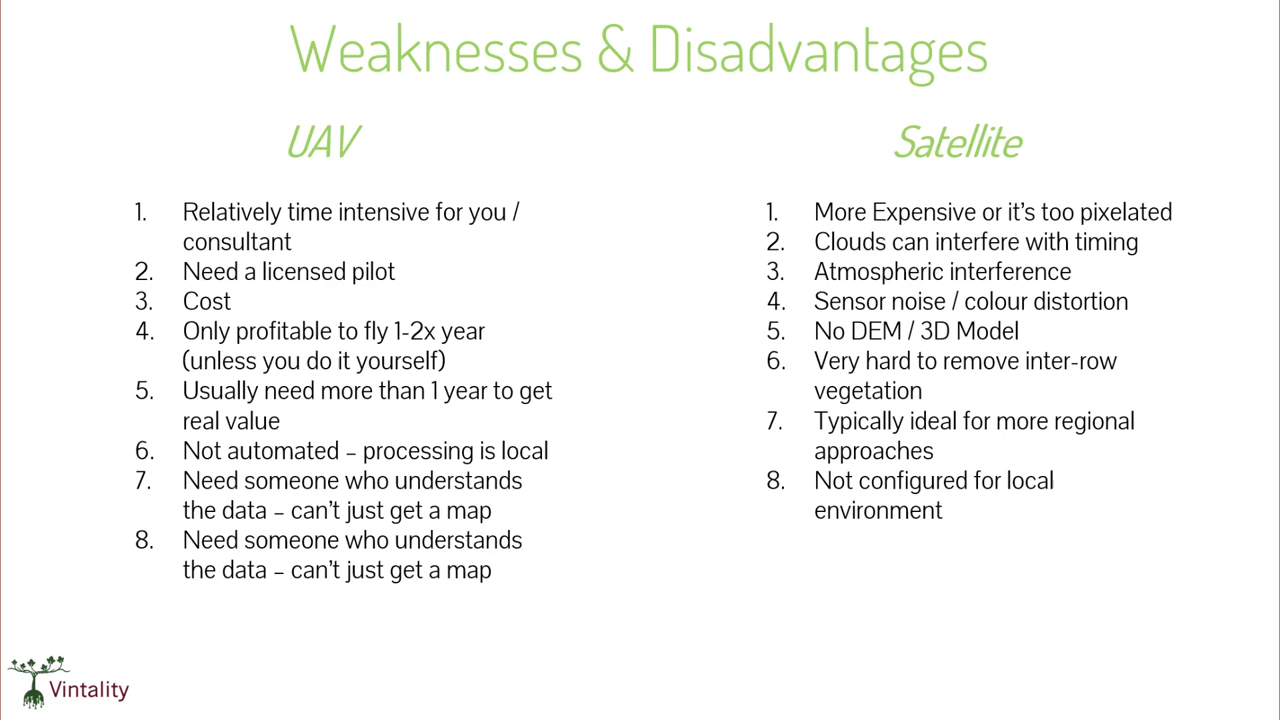 Weaknesses & Disadvantages
UAV
1. Relatively time intensive for you /
consultant
2. Need a licensed pilot
3. Cost
4. Only profitable to fly 1-2x year
(unless you do it yourself)
5. Usually need more than 1 year to get
real value
6. Not automated – processing is local
7. Need someone who understands
the data – can't just get a map
8. Need someone who understands
the data – can't just get a map
Satellite
1. More Expensive or it's too pixelated
2. Clouds can interfere with timing
3. Atmospheric interference
4. Sensor noise / colour distortion
5. No DEM / 3D Model
6. Very hard to remove inter-row
vegetation
7. Typically ideal for more regional
approaches
8. Not configured for local
environment
Vintality